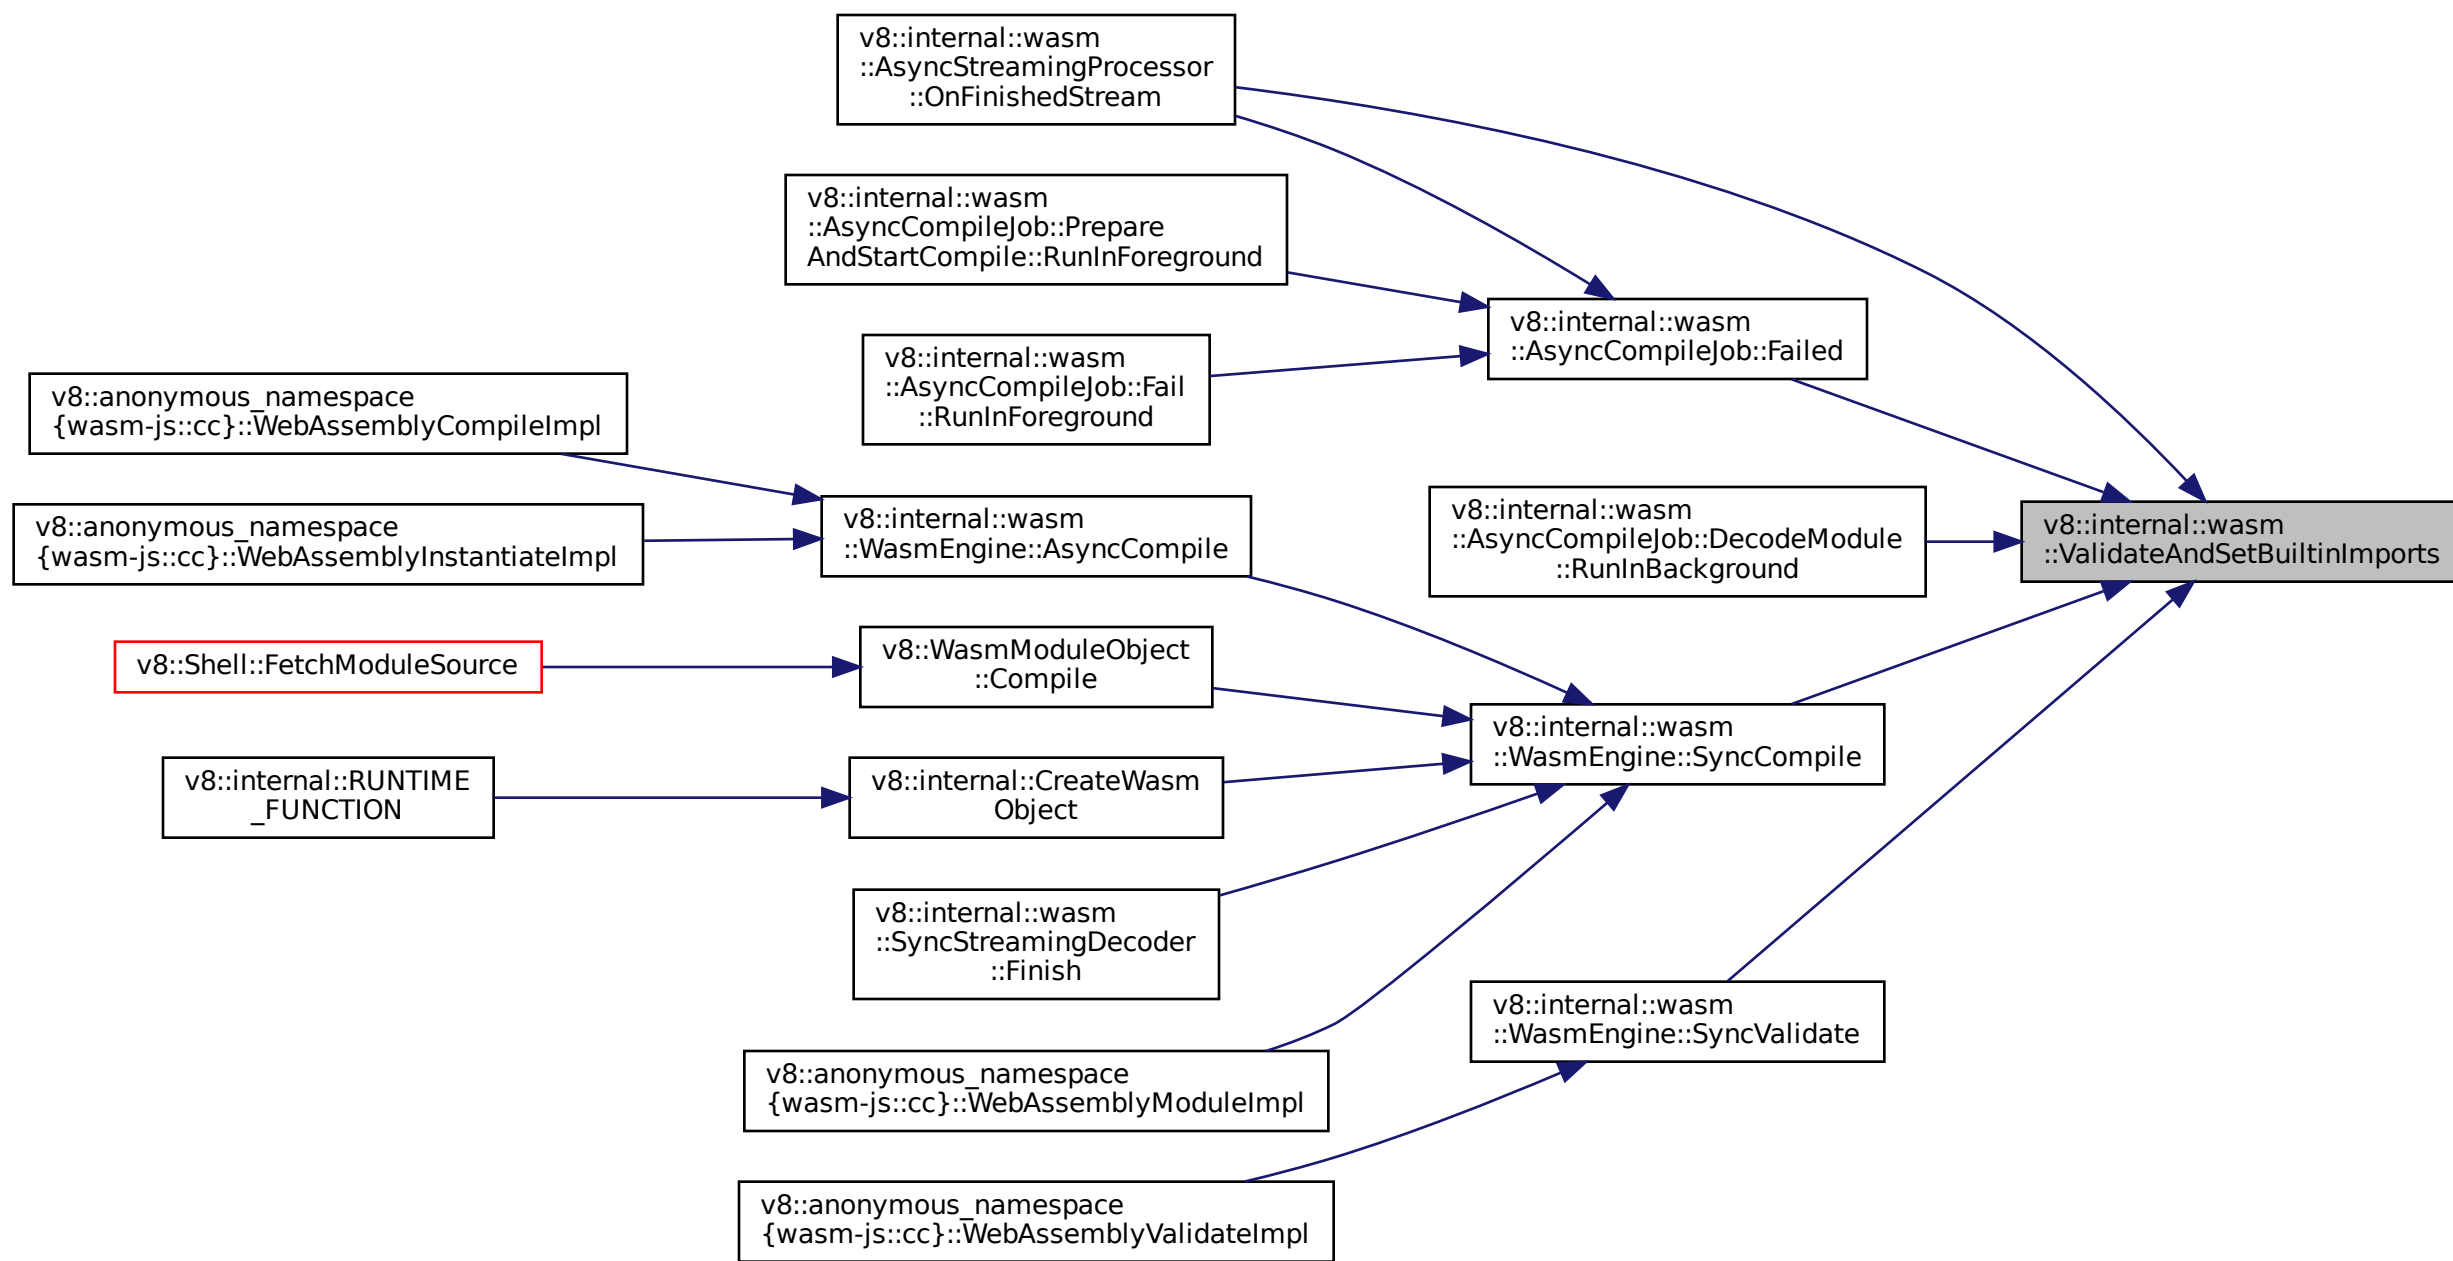 v8::internal::wasm
::AsyncStreamingProcessor
::OnFinishedStream
v8::internal::wasm
::AsyncCompileJob::Prepare
AndStartCompile::RunInForeground
v8::internal::wasm
::AsyncCompileJob::Failed
v8::internal::wasm
::AsyncCompileJob::Fail
::RunInForeground
v8::anonymous_namespace
{wasm-js::cc}::WebAssemblyCompileImpl
v8::internal::wasm
::WasmEngine::AsyncCompile
v8::internal::wasm
::AsyncCompileJob::DecodeModule
::RunInBackground
v8::internal::wasm
::ValidateAndSetBuiltinImports
v8::anonymous_namespace
{wasm-js::cc}::WebAssemblyInstantiateImpl
v8::Shell::FetchModuleSource
v8::WasmModuleObject
::Compile
v8::internal::wasm
::WasmEngine::SyncCompile
v8::internal::RUNTIME
_FUNCTION
v8::internal::CreateWasm
Object
v8::internal::wasm
::SyncStreamingDecoder
::Finish
v8::internal::wasm
::WasmEngine::SyncValidate
v8::anonymous_namespace
{wasm-js::cc}::WebAssemblyModuleImpl
v8::anonymous_namespace
{wasm-js::cc}::WebAssemblyValidateImpl